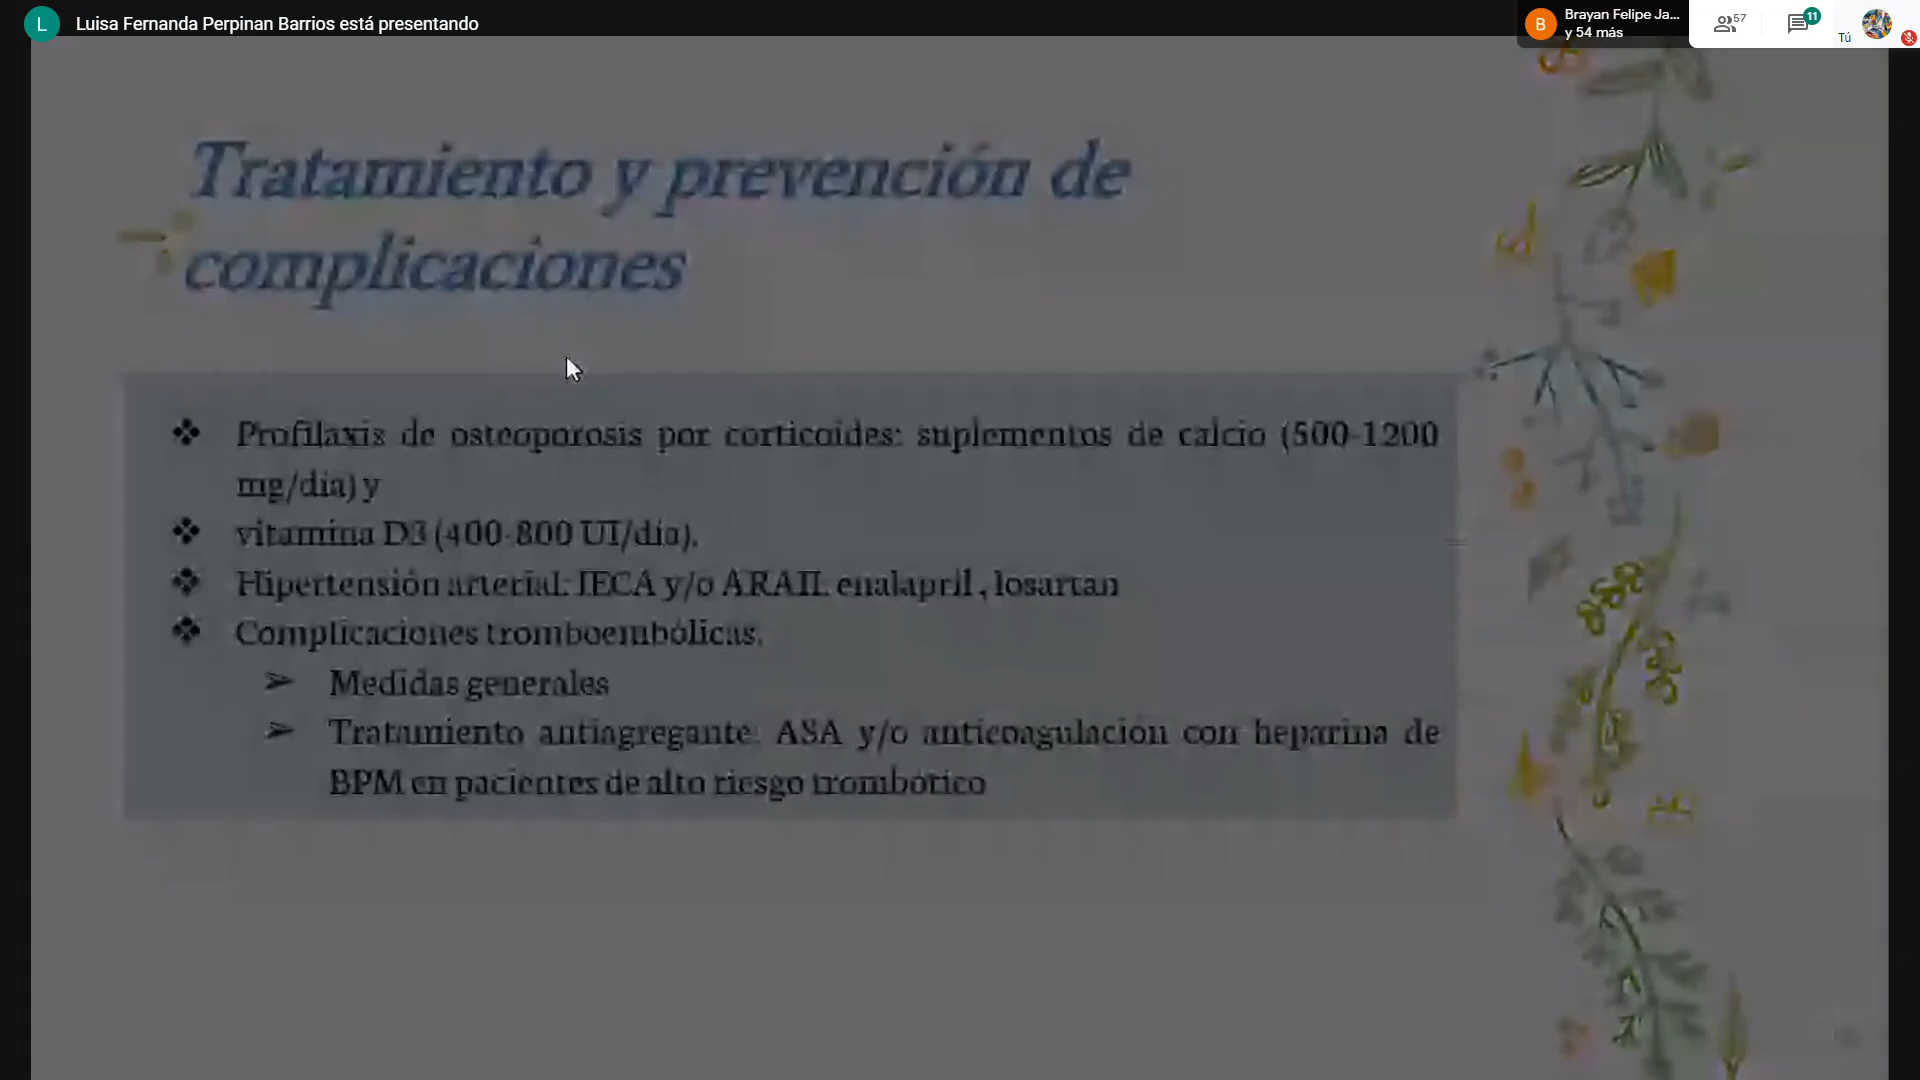 L Luisa Fernanda Perpinan Barrios está presentando
B Brayan Felipe Ja...
y 54 más
57
11
Tú
Tratamiento y prevención de
complicaciones
❖ Profilaxis de osteoporosis por corticoides: suplementos de calcio (500-1200
mg/día) y
❖ vitamina D3 (400-800 UI/día).
❖ Hipertensión arterial: IECA y/o ARAII. enalapril , losartan
❖ Complicaciones tromboembólicas.
➢ Medidas generales
➢ Tratamiento antiagregante: ASA y/o anticoagulación con heparina de
BPM en pacientes de alto riesgo trombótico